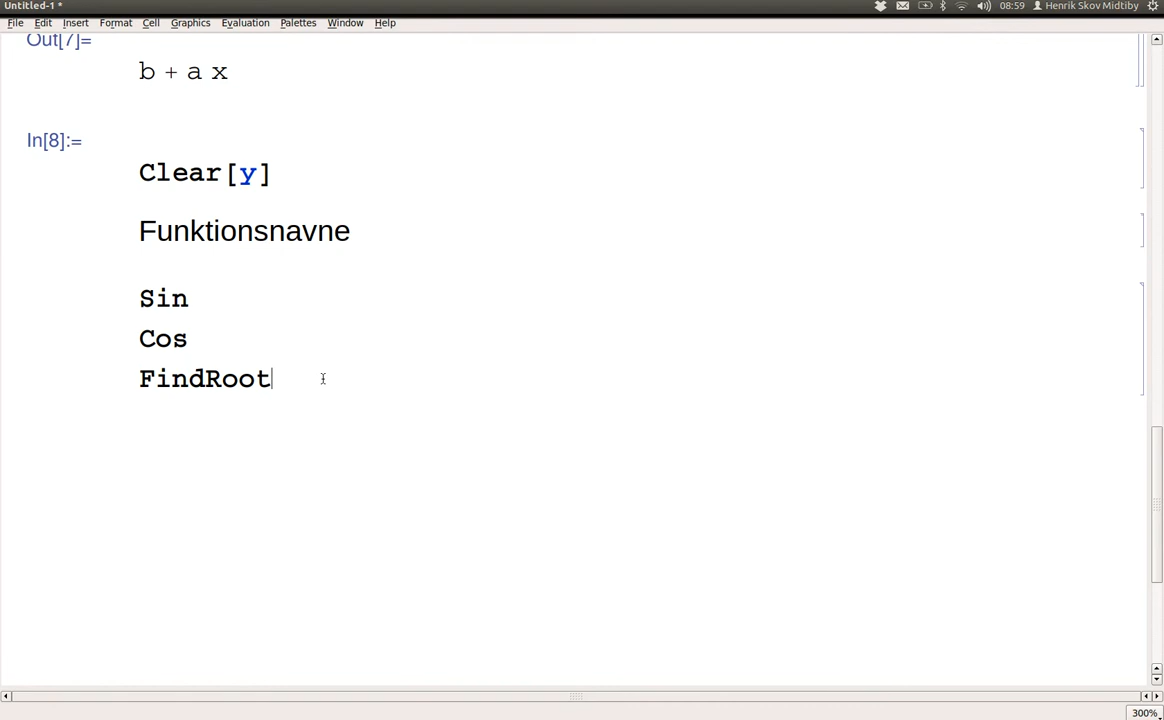 Untitled-1 *
08:59 Henrik Skov Midtiby
File Edit Insert Format Cell Graphics Evaluation Palettes Window Help
Out[7]=
b + a x
In[8]:=
Clear[y]
Funktionsnavne
Sin
Cos
FindRoot
300%